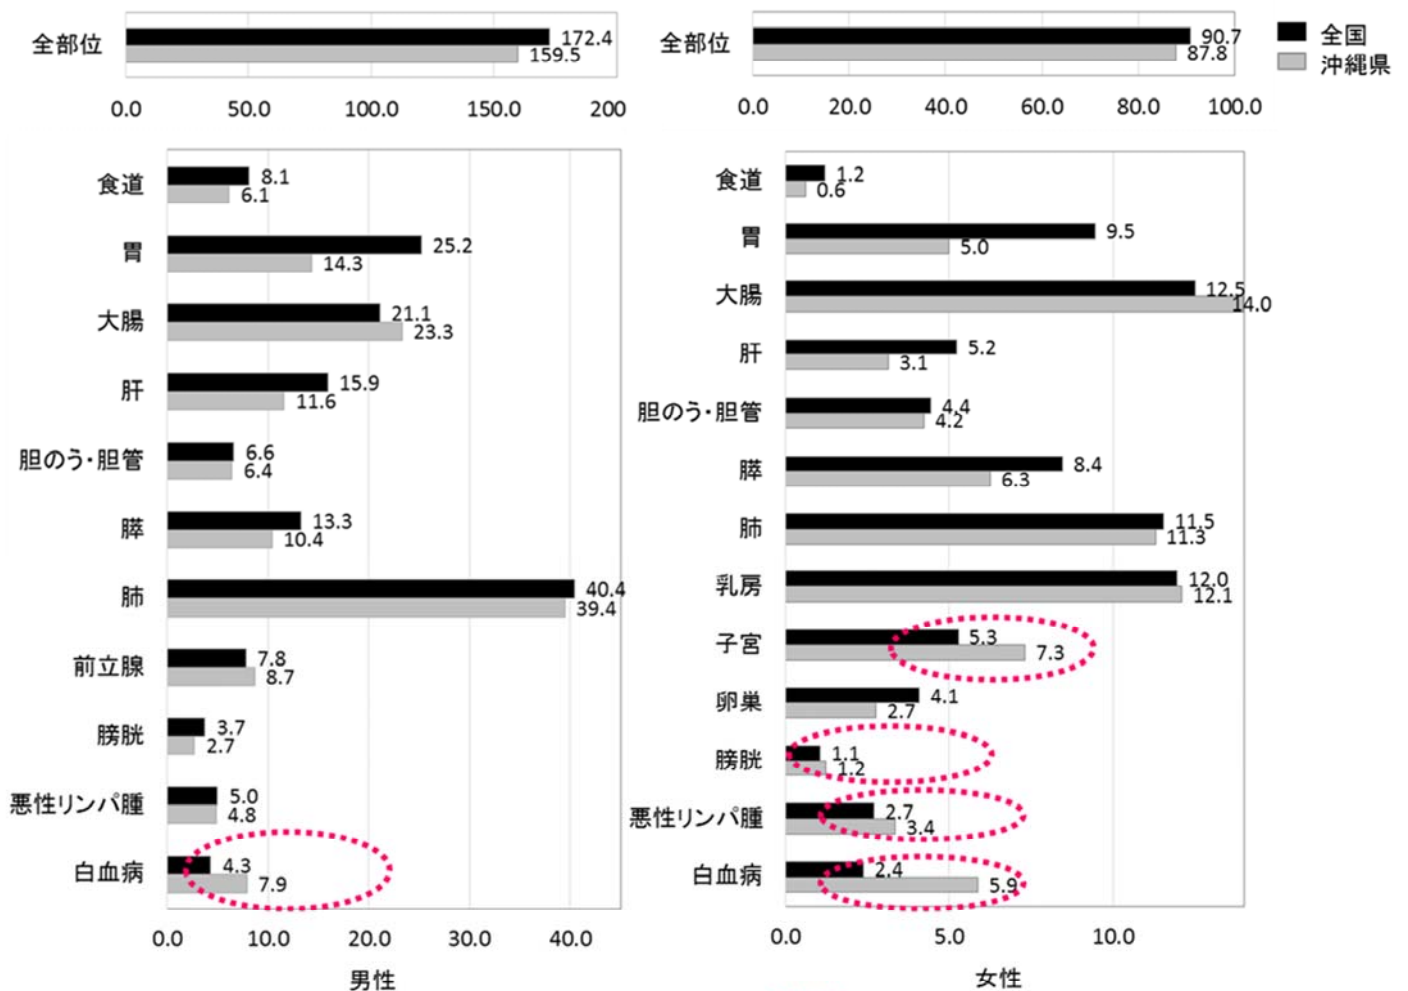 全部位
172.4
159.5
0.0 50.0 100.0 150.0 200
食道
8.1
6.1
胃
25.2
14.3
大腸
21.1
23.3
肝
15.9
11.6
胆のう・胆管
6.6
6.4
膵
13.3
10.4
肺
40.4
39.4
前立腺
7.8
8.7
膀胱
3.7
2.7
悪性リンパ腫
5.0
4.8
白血病
4.3
7.9
0.0 10.0 20.0 30.0 40.0
男性
全部位
90.7
87.8
0.0 20.0 40.0 60.0 80.0 100.0
全国
沖縄県
食道
1.2
0.6
胃
9.5
5.0
大腸
12.5
14.0
肝
5.2
3.1
胆のう・胆管
4.4
4.2
膵
8.4
6.3
肺
11.5
11.3
乳房
12.0
12.1
子宮
5.3
7.3
卵巣
4.1
2.7
膀胱
1.1
1.2
悪性リンパ腫
2.7
3.4
白血病
2.4
5.9
0.0 5.0 10.0
女性